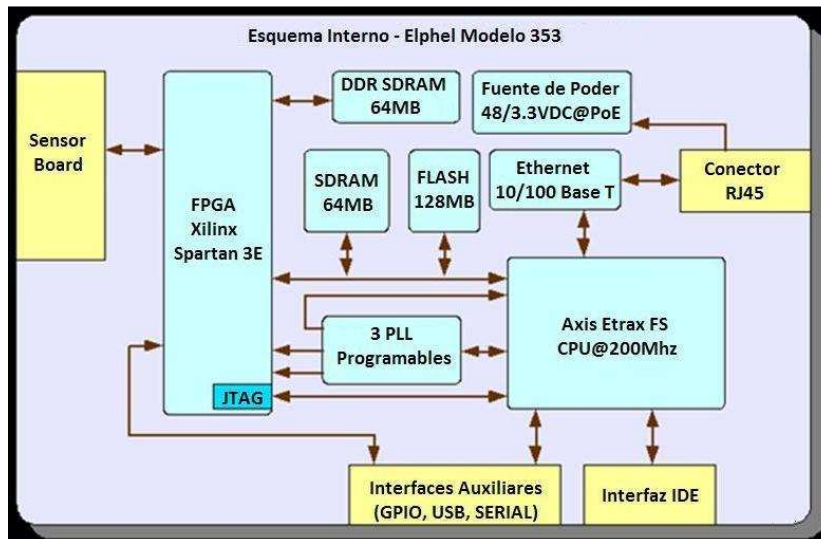 Esquema Interno - Elphel Modelo 353
Sensor
Board
FPGA
Xilinx
Spartan 3E
JTAG
DDR SDRAM
64MB
Fuente de Poder
48/3.3VDC@PoE
SDRAM
64MB
FLASH
128MB
Ethernet
10/100 Base T
Conector
RJ45
3 PLL
Programables
Axis Etrax FS
CPU@200Mhz
Interfaces Auxiliares
(GPIO, USB, SERIAL)
Interfaz IDE